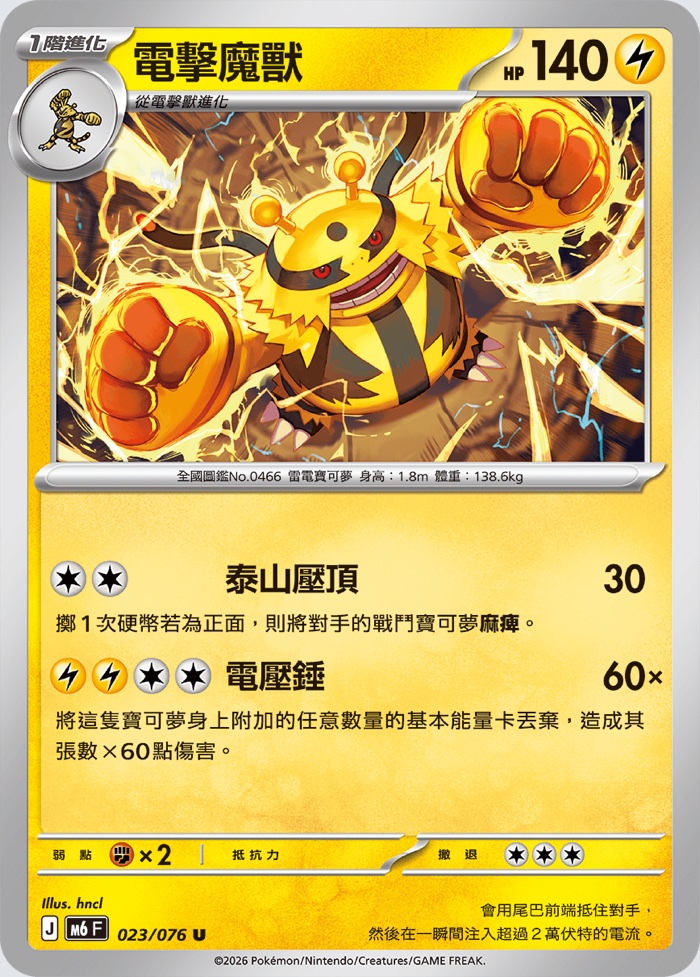 1階進化
電擊魔獸
HP 140
從電擊獸進化
全國圖鑑No.0466 雷電寶可夢 身高：1.8m 體重：138.6kg
泰山壓頂 30
擲1次硬幣若為正面，則將對手的戰鬥寶可夢麻痺。
電壓錘 60×
將這隻寶可夢身上附加的任意數量的基本能量卡丟棄，造成其
張數×60點傷害。
弱點 ×2 抵抗力 撤退
Illus. hncl
會用尾巴前端抵住對手，
J M6 F 023/076 U
然後在一瞬間注入超過2萬伏特的電流。
©2026 Pokémon/Nintendo/Creatures/GAME FREAK.